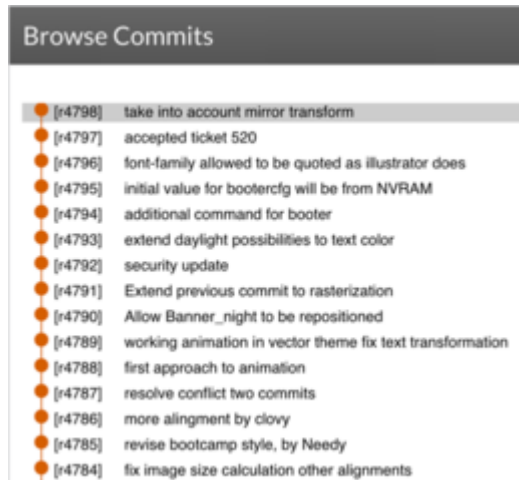 Browse Commits
[r4798] take into account mirror transform
[r4797] accepted ticket 520
[r4796] font-family allowed to be quoted as illustrator does
[r4795] initial value for bootercfg will be from NVRAM
[r4794] additional command for booter
[r4793] extend daylight possibilities to text color
[r4792] security update
[r4791] Extend previous commit to rasterization
[r4790] Allow Banner_night to be repositioned
[r4789] working animation in vector theme fix text transformation
[r4788] first approach to animation
[r4787] resolve conflict two commits
[r4786] more alingment by clovy
[r4785] revise bootcamp style, by Needy
[r4784] fix image size calculation other alignments